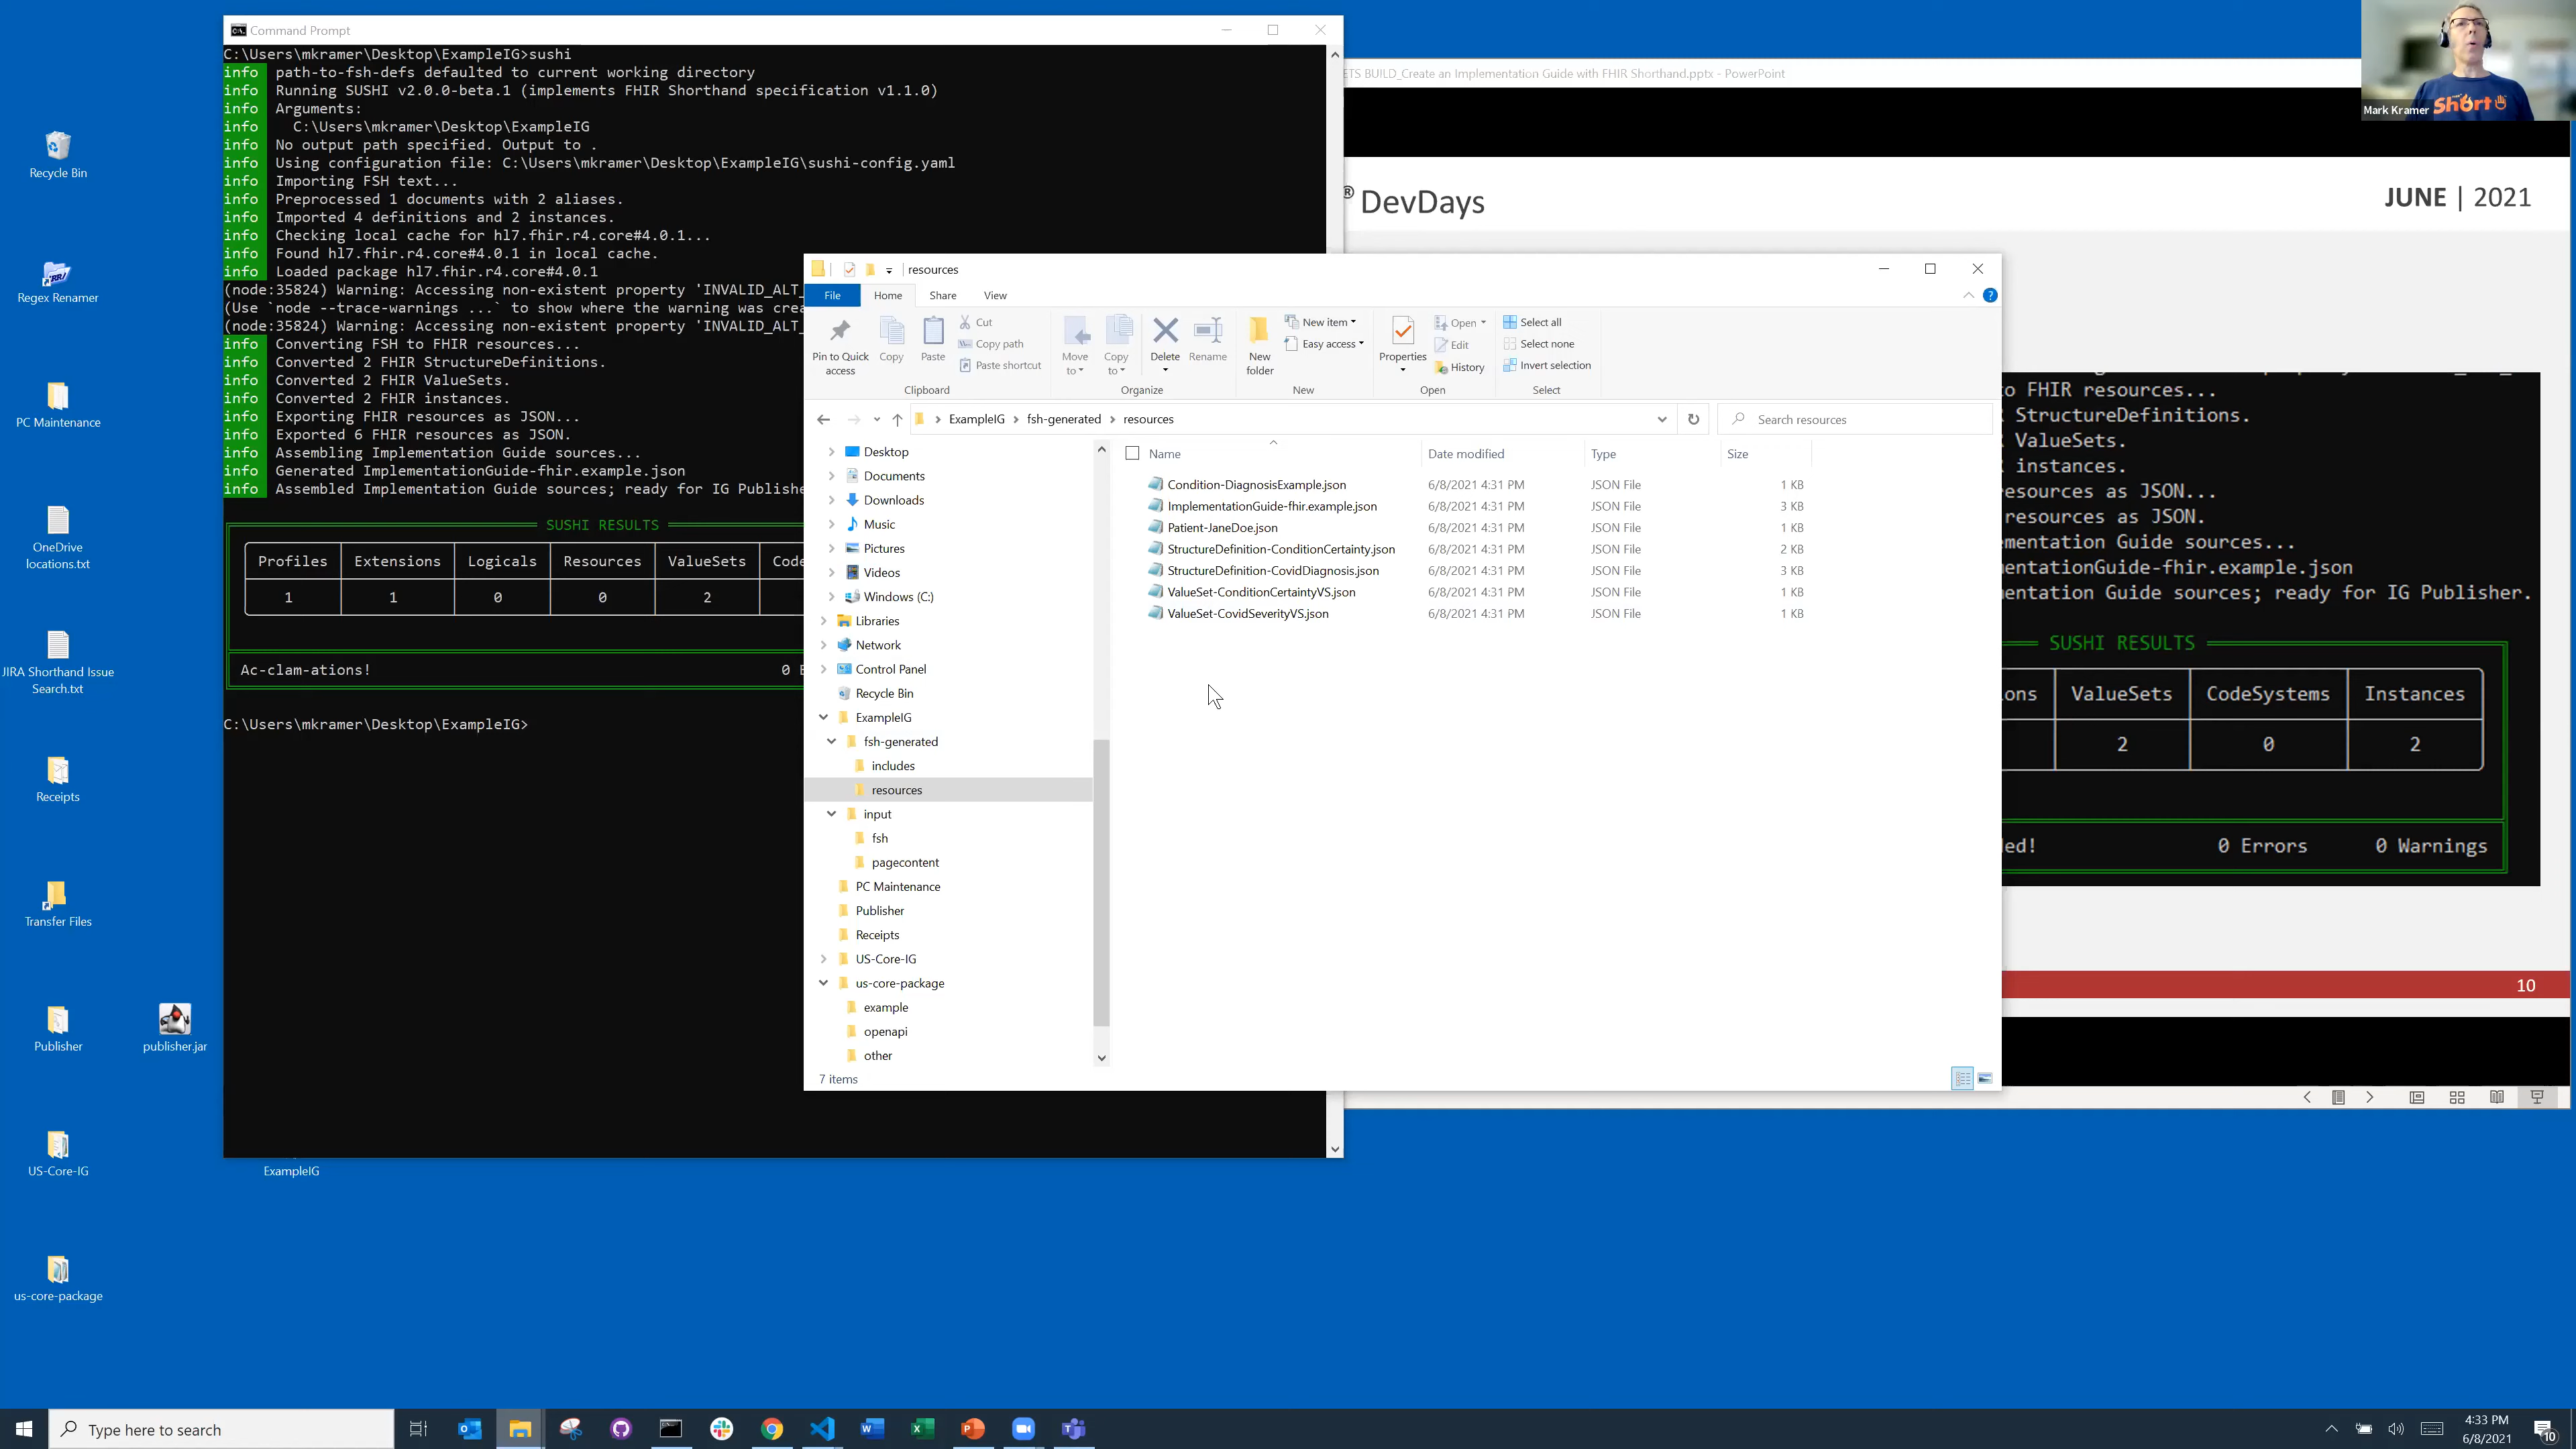 Command Prompt
C:\Users\mkramer\Desktop\ExampleIG>sushi
info path-to-fsh-defs defaulted to current working directory
info Running SUSHI v2.0.0-beta.1 (implements FHIR Shorthand specification v1.1.0)
info Arguments:
info C:\Users\mkramer\Desktop\ExampleIG
info No output path specified. Output to .
info Using configuration file: C:\Users\mkramer\Desktop\ExampleIG\sushi-config.yaml
info Importing FSH text...
info Preprocessed 1 documents with 2 aliases.
info Imported 4 definitions and 2 instances.
info Checking local cache for hl7.fhir.r4.core#4.0.1...
info Found hl7.fhir.r4.core#4.0.1 in local cache.
info Loaded package hl7.fhir.r4.core#4.0.1
(node:35824) Warning: Accessing non-existent property 'INVALID_ALT_
(Use `node --trace-warnings ...` to show where the warning was crea
(node:35824) Warning: Accessing non-existent property 'INVALID_ALT_
info Converting FSH to FHIR resources...
info Converted 2 FHIR StructureDefinitions.
info Converted 2 FHIR ValueSets.
info Converted 2 FHIR instances.
info Exporting FHIR resources as JSON...
info Exported 6 FHIR resources as JSON.
info Assembling Implementation Guide sources...
info Generated ImplementationGuide-fhir.example.json
info Assembled Implementation Guide sources; ready for IG Publishe
SUSHI RESULTS
Profiles Extensions Logicals Resources ValueSets Code
1 1 0 0 2
Ac-clam-ations! 0 E
C:\Users\mkramer\Desktop\ExampleIG>
ETS BUILD_Create an Implementation Guide with FHIR Shorthand.pptx - PowerPoint
Mark Kramer
Short
® DevDays
JUNE | 2021
resources
File Home Share View
Pin to Quick access
Copy
Paste
Cut
Copy path
Paste shortcut
Clipboard
Move to
Copy to
Delete
Rename
Organize
New folder
New item
Easy access
New
Properties
Open
Edit
History
Open
Select all
Select none
Invert selection
Select
ExampleIG > fsh-generated > resources
Search resources
Desktop
Documents
Downloads
Music
Pictures
Videos
Windows (C:)
Libraries
Network
Control Panel
Recycle Bin
ExampleIG
fsh-generated
includes
resources
input
fsh
pagecontent
PC Maintenance
Publisher
Receipts
US-Core-IG
us-core-package
example
openapi
other
7 items
Name Date modified Type Size
Condition-DiagnosisExample.json 6/8/2021 4:31 PM JSON File 1 KB
ImplementationGuide-fhir.example.json 6/8/2021 4:31 PM JSON File 3 KB
Patient-JaneDoe.json 6/8/2021 4:31 PM JSON File 1 KB
StructureDefinition-ConditionCertainty.json 6/8/2021 4:31 PM JSON File 2 KB
StructureDefinition-CovidDiagnosis.json 6/8/2021 4:31 PM JSON File 3 KB
ValueSet-ConditionCertaintyVS.json 6/8/2021 4:31 PM JSON File 1 KB
ValueSet-CovidSeverityVS.json 6/8/2021 4:31 PM JSON File 1 KB
o FHIR resources...
StructureDefinitions.
ValueSets.
instances.
esources as JSON...
resources as JSON.
mentation Guide sources...
mentationGuide-fhir.example.json
entation Guide sources; ready for IG Publisher.
SUSHI RESULTS
ons ValueSets CodeSystems Instances
2 0 2
ed! 0 Errors 0 Warnings
10
Recycle Bin
Regex Renamer
PC Maintenance
OneDrive
locations.txt
JIRA Shorthand Issue
Search.txt
Receipts
Transfer Files
Publisher
publisher.jar
US-Core-IG
ExampleIG
us-core-package
Type here to search
4:33 PM
6/8/2021
10